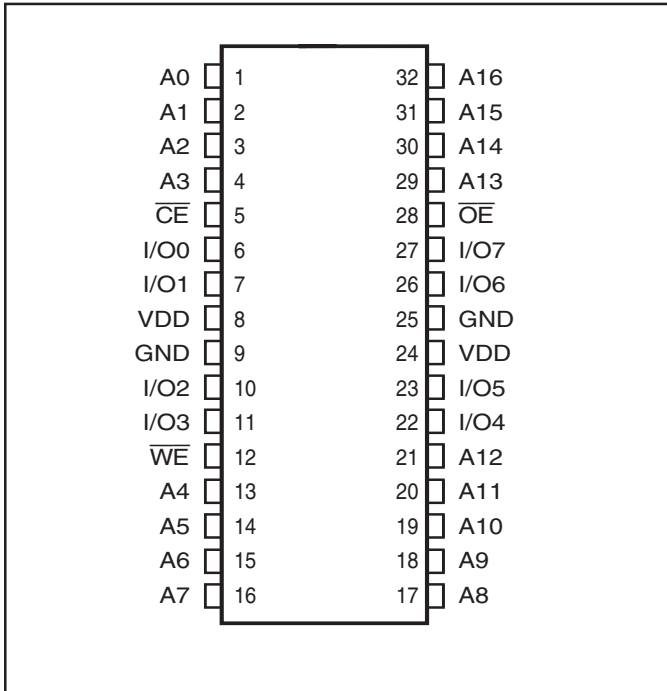 A0 1 32 A16
A1 2 31 A15
A2 3 30 A14
A3 4 29 A13
C̅E̅ 5 28 O̅E̅
I/O0 6 27 I/O7
I/O1 7 26 I/O6
VDD 8 25 GND
GND 9 24 VDD
I/O2 10 23 I/O5
I/O3 11 22 I/O4
W̅E̅ 12 21 A12
A4 13 20 A11
A5 14 19 A10
A6 15 18 A9
A7 16 17 A8